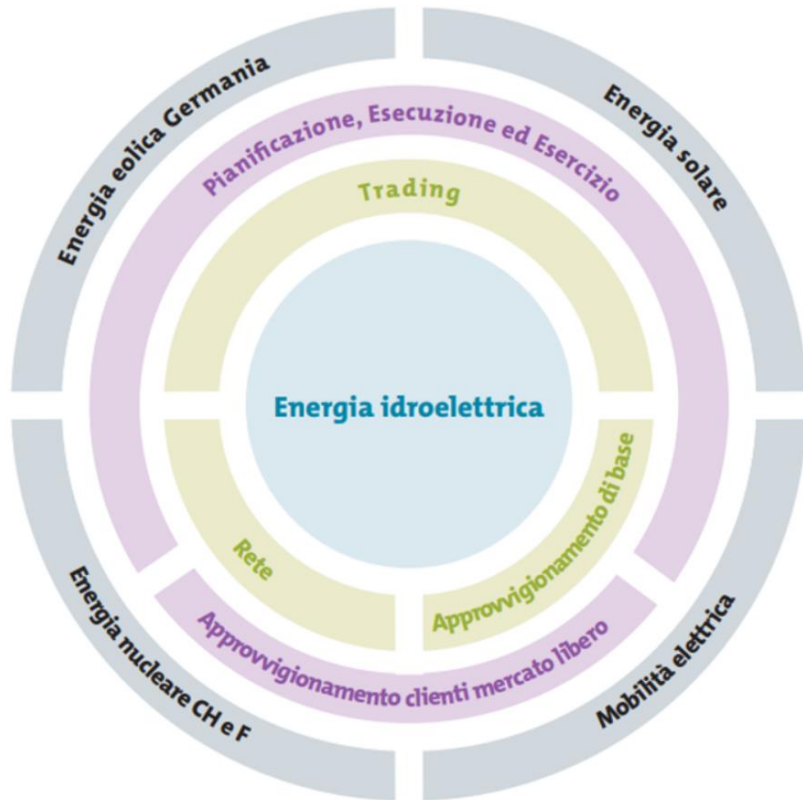 Energia eolica Germania
Energia solare
Pianificazione, Esecuzione ed Esercizio
Trading
Energia idroelettrica
Rete
Approvvigionamento di base
Approvvigionamento clienti mercato libero
Energia nucleare CH e F
Mobilità elettrica